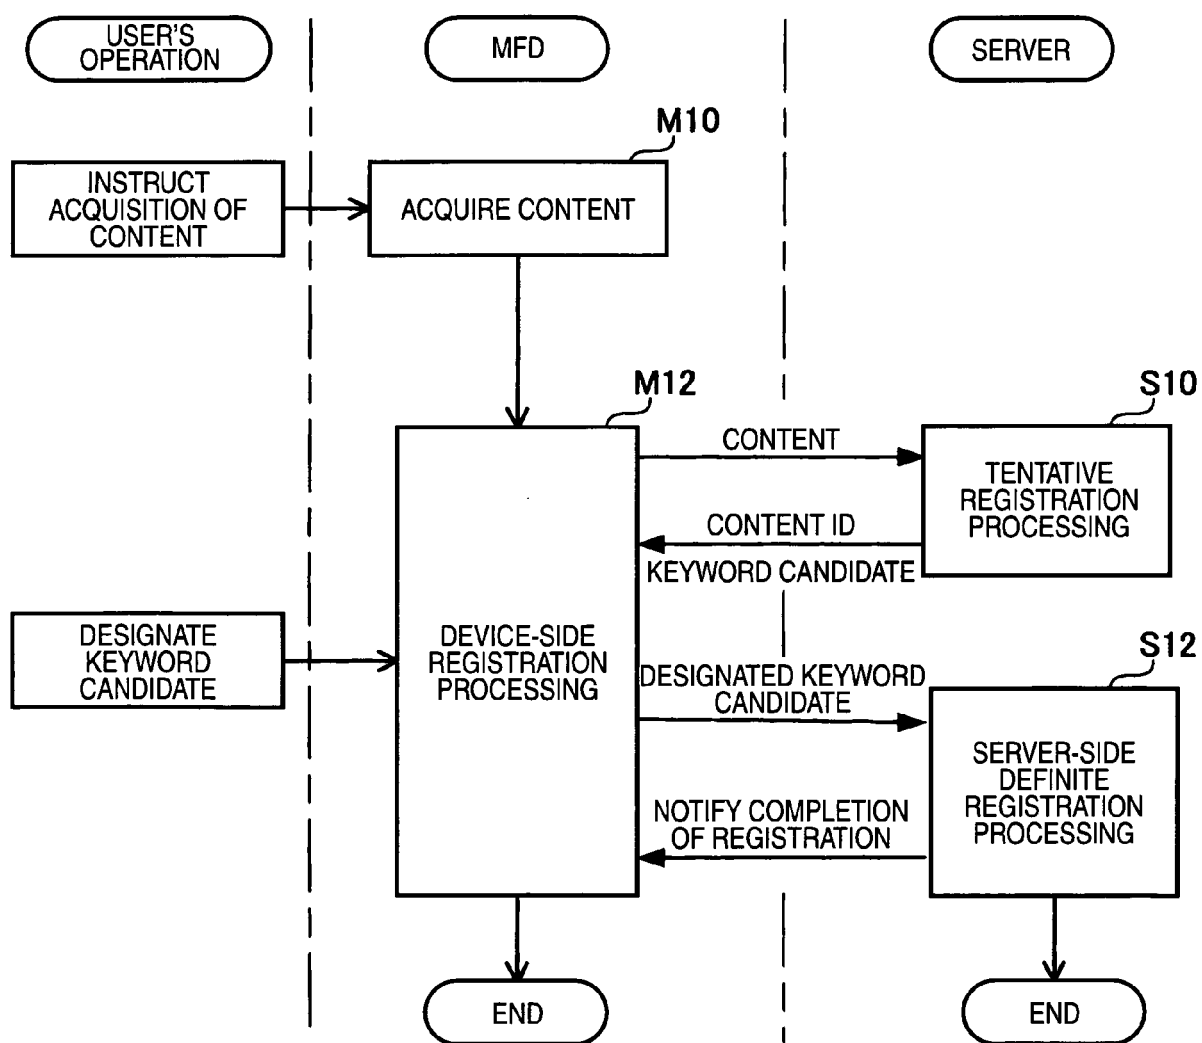 USER'S
OPERATION
MFD
SERVER
M10
INSTRUCT
ACQUISITION OF
CONTENT
ACQUIRE CONTENT
M12
S10
CONTENT
TENTATIVE
REGISTRATION
PROCESSING
CONTENT ID
KEYWORD CANDIDATE
DESIGNATE
KEYWORD
CANDIDATE
DEVICE-SIDE
REGISTRATION
PROCESSING
S12
DESIGNATED KEYWORD
CANDIDATE
SERVER-SIDE
DEFINITE
REGISTRATION
PROCESSING
NOTIFY COMPLETION
OF REGISTRATION
END
END